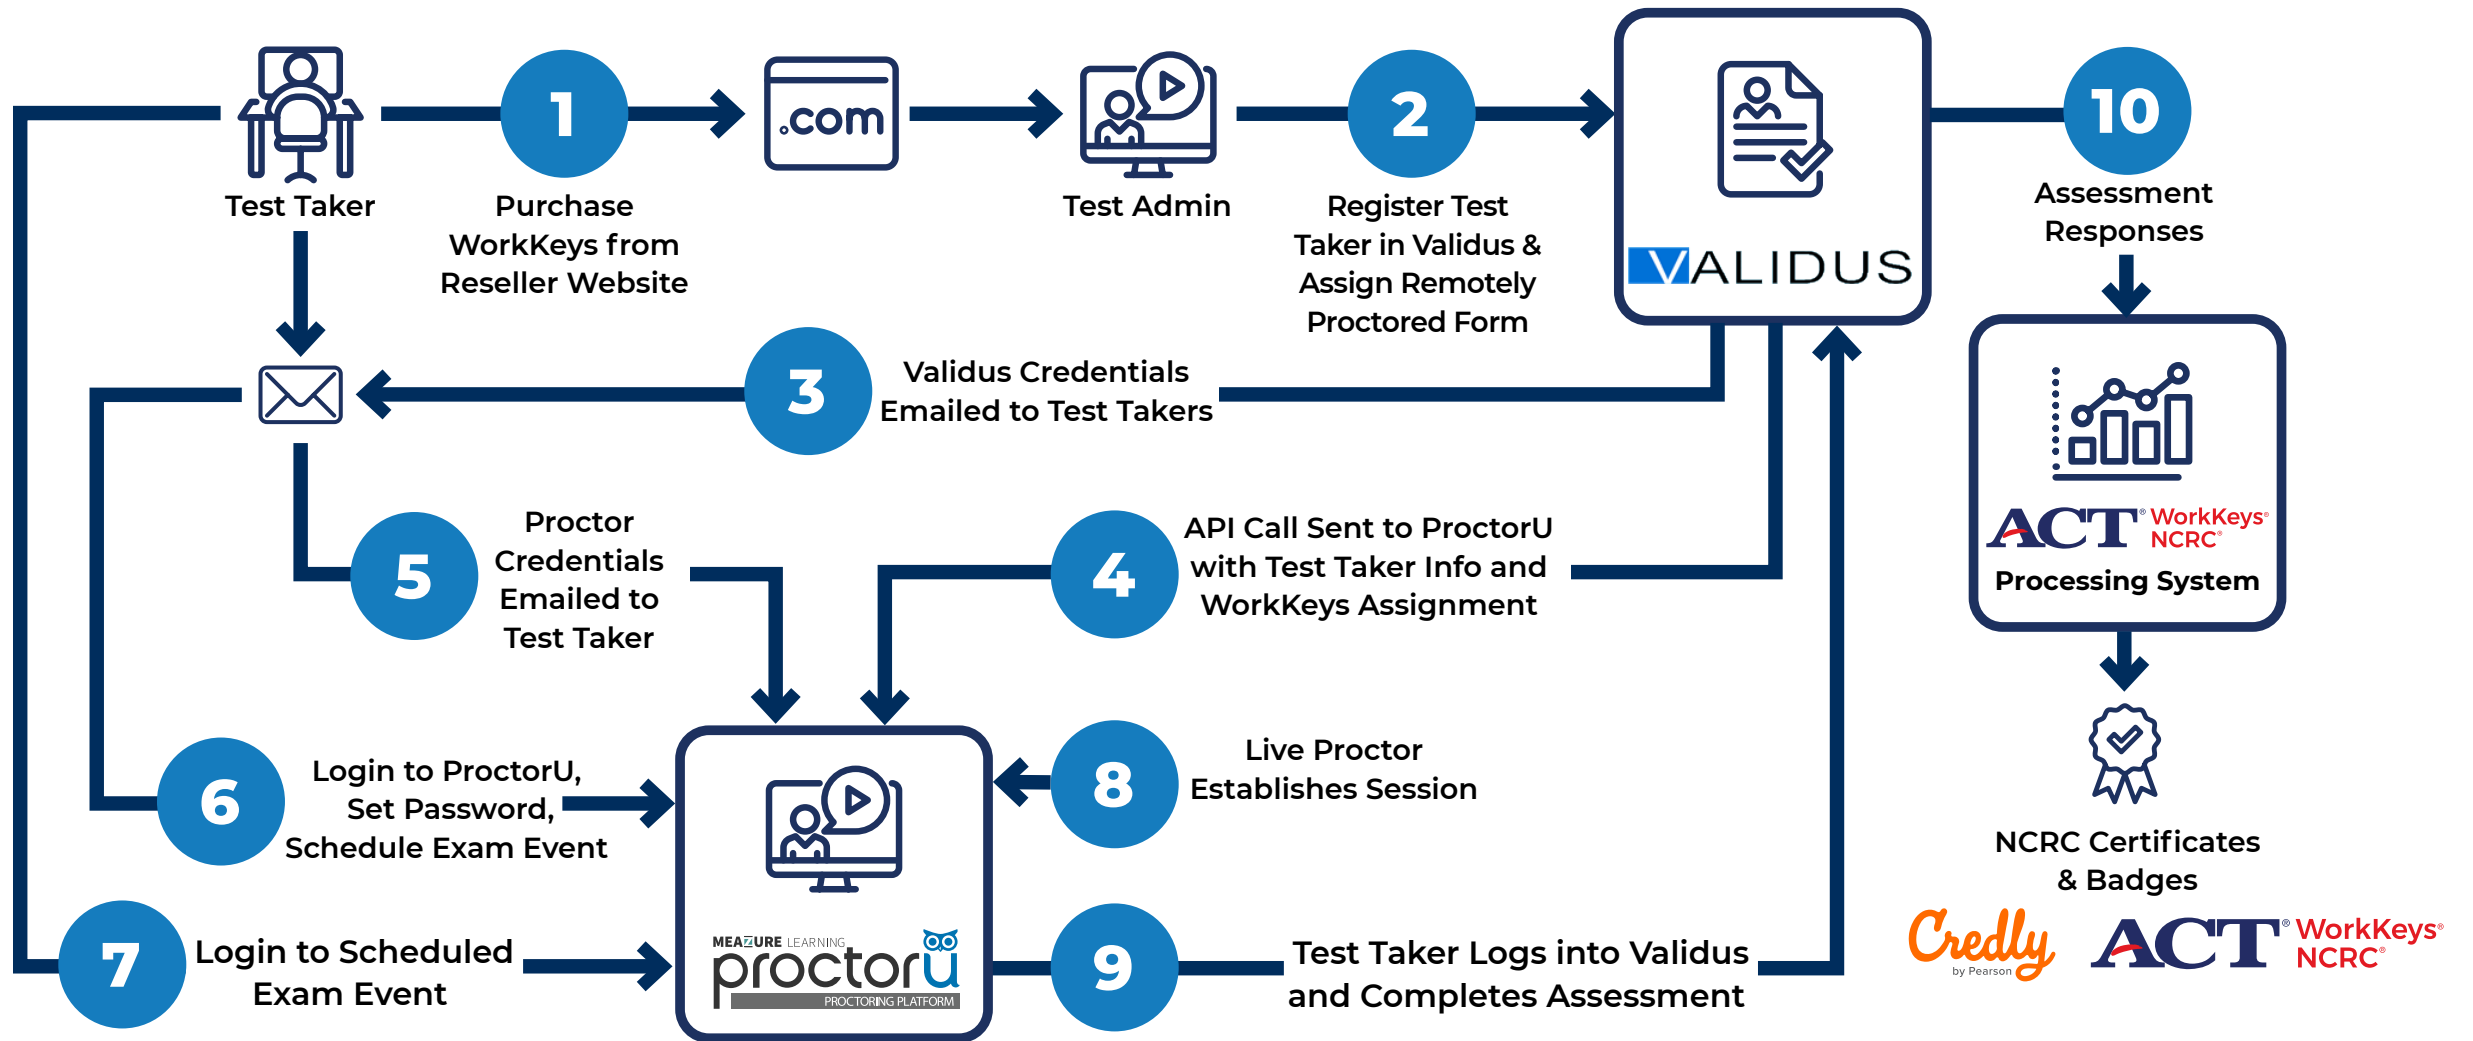 Test Taker
1
Purchase
WorkKeys from
Reseller Website
.com
Test Admin
2
Register Test
Taker in Validus &
Assign Remotely
Proctored Form
VALIDUS
10
Assessment
Responses
3
Validus Credentials
Emailed to Test Takers
ACT® WorkKeys®
NCRC®
Processing System
5
Proctor
Credentials
Emailed to
Test Taker
4
API Call Sent to ProctorU
with Test Taker Info and
WorkKeys Assignment
6
Login to ProctorU,
Set Password,
Schedule Exam Event
8
Live Proctor
Establishes Session
7
Login to Scheduled
Exam Event
MEAZURE LEARNING
proctorU
PROCTORING PLATFORM
9
Test Taker Logs into Validus
and Completes Assessment
NCRC Certificates
& Badges
Credly
by Pearson
ACT® WorkKeys®
NCRC®